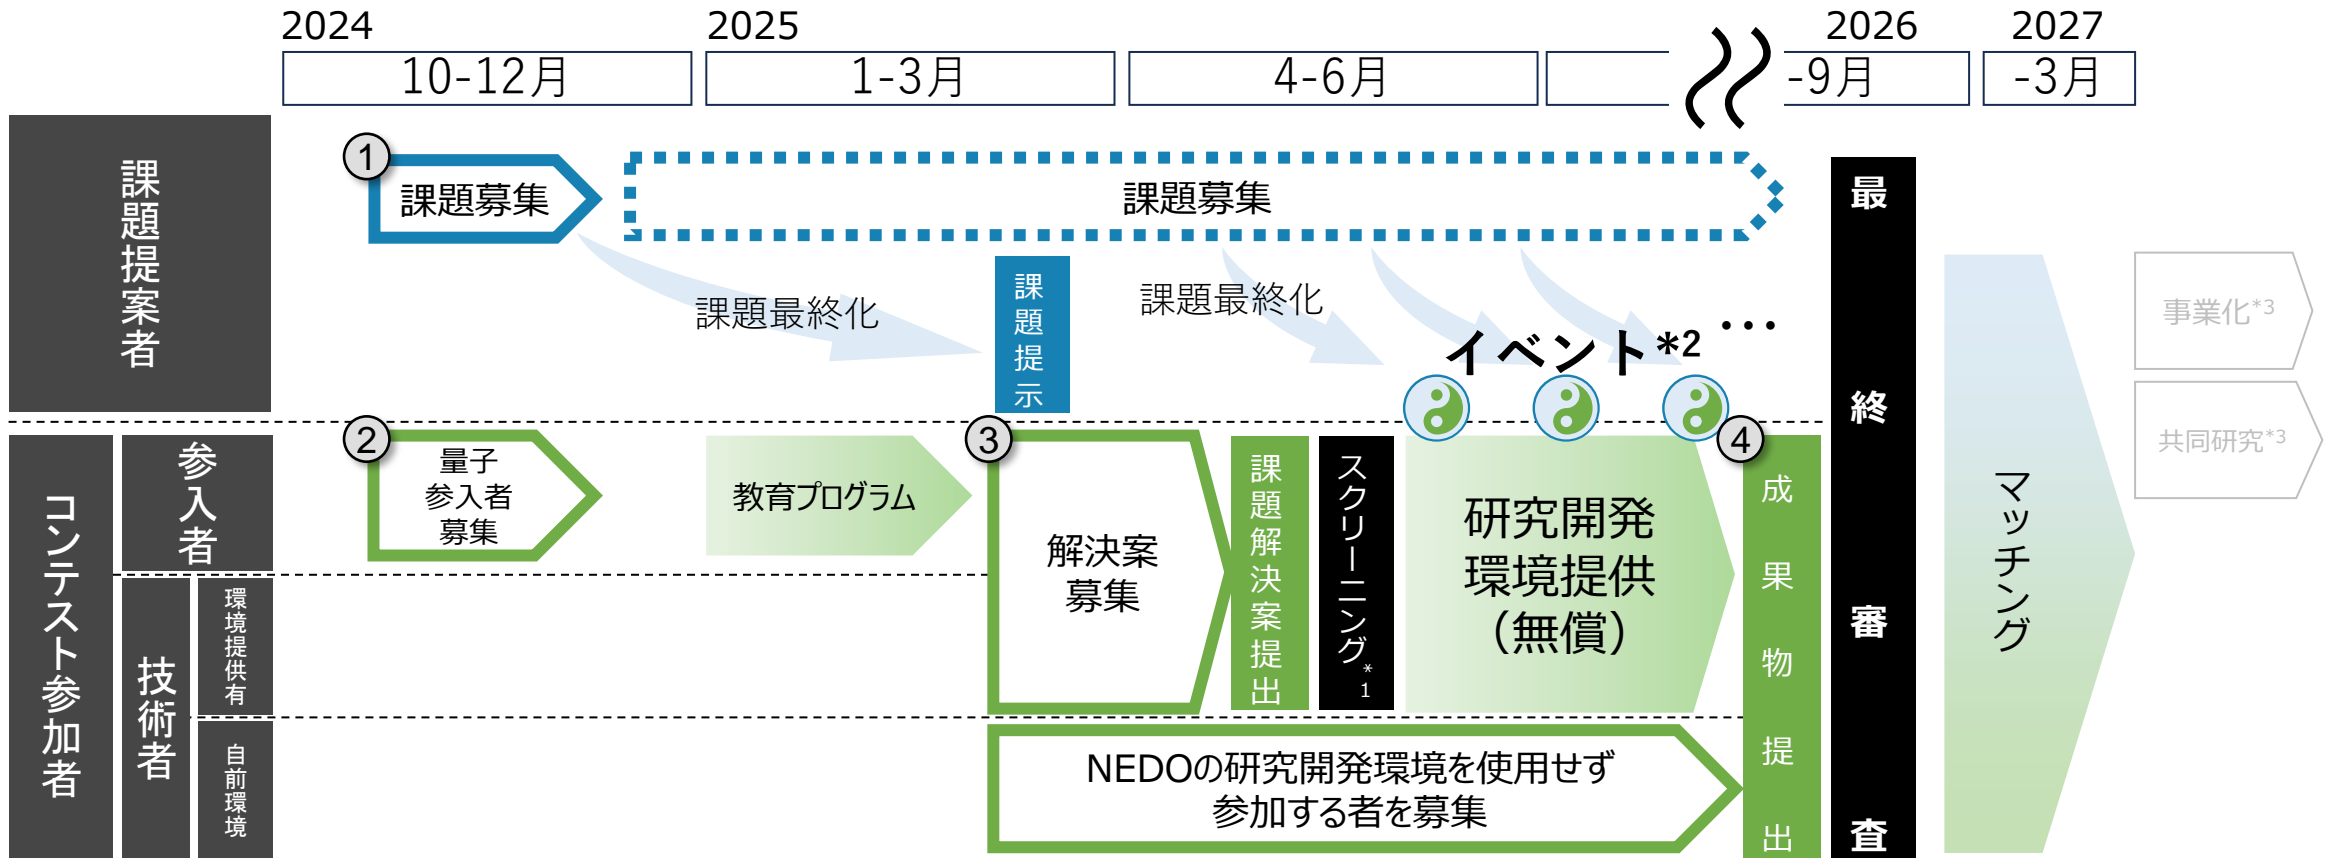 2024
2025
2026
2027
10-12月
1-3月
4-6月
-9月
-3月
課題提案者
1
課題募集
課題募集
課題最終化
課題提示
課題最終化
イベント*2
・・・
事業化*3
共同研究*3
コンテスト参加者
参入者
技術者
環境提供有
自前環境
2
量子
参入者
募集
教育プログラム
3
解決案
募集
課題解決案提出
スクリーニング*1
研究開発
環境提供
（無償）
4
成果物提出
NEDOの研究開発環境を使用せず
参加する者を募集
最終審査
マッチング